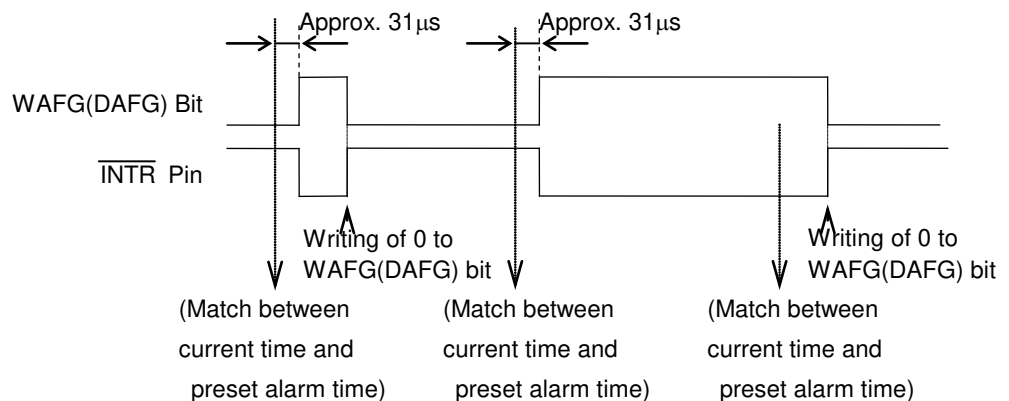 Approx. 31μs
Approx. 31μs
WAFG(DAFG) Bit
INTR Pin
Writing of 0 to
WAFG(DAFG) bit
Writing of 0 to
WAFG(DAFG) bit
(Match between
current time and
preset alarm time)
(Match between
current time and
preset alarm time)
(Match between
current time and
preset alarm time)